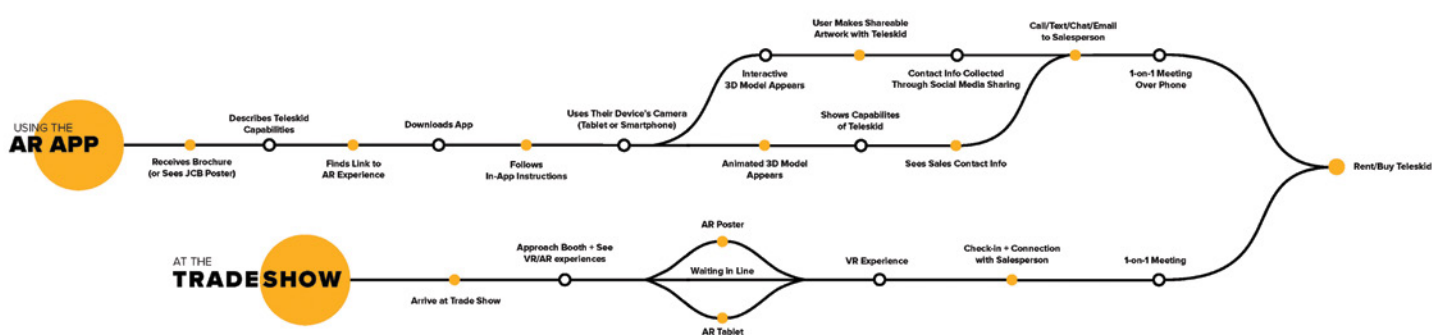 USING THE
AR APP
Receives Brochure
(or Sees JCB Poster)
Describes Teleskid
Capabilities
Finds Link to
AR Experience
Downloads App
Follows
In-App Instructions
Uses Their Device's Camera
(Tablet or Smartphone)
Interactive
3D Model Appears
User Makes Shareable
Artwork with Teleskid
Contact Info Collected
Through Social Media Sharing
Call/Text/Chat/Email
to Salesperson
1-on-1 Meeting
Over Phone
Animated 3D Model
Appears
Shows Capabilites
of Teleskid
Sees Sales Contact Info
Rent/Buy Teleskid
AT THE
TRADESHOW
Arrive at Trade Show
Approach Booth + See
VR/AR experiences
AR Poster
Waiting in Line
AR Tablet
VR Experience
Check-in + Connection
with Salesperson
1-on-1 Meeting